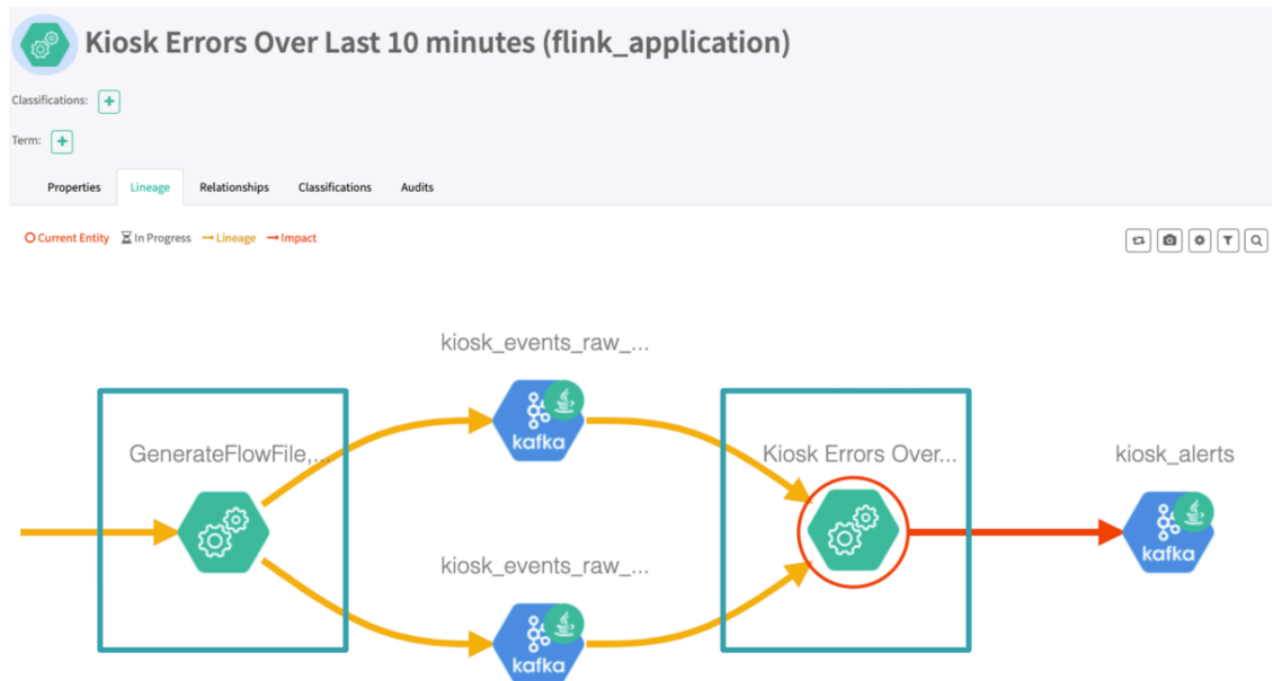 Kiosk Errors Over Last 10 minutes (flink_application)
Classifications: +
Term: +
Properties Lineage Relationships Classifications Audits
Current Entity In Progress Lineage Impact
kiosk_events_raw_...
kafka
GenerateFlowFile,...
Kiosk Errors Over...
kiosk_alerts
kafka
kiosk_events_raw_...
kafka